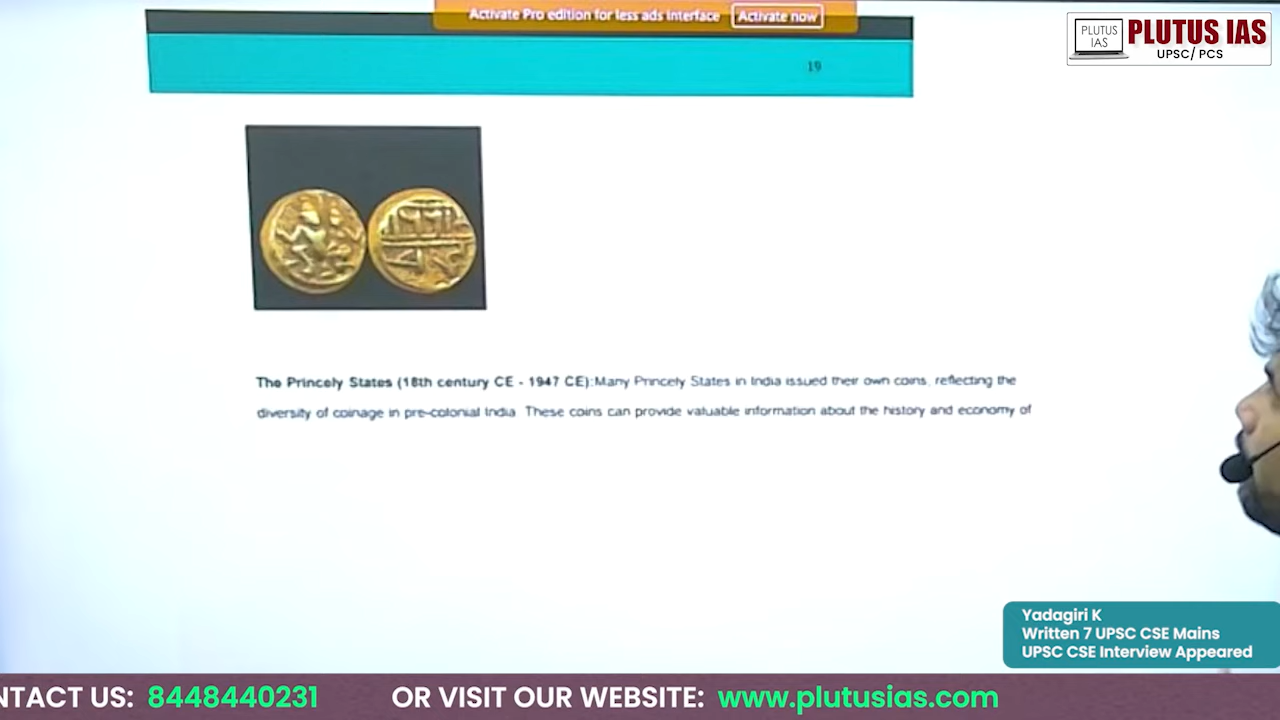 Activate Pro edition for less ads interface Activate now
PLUTUS IAS
PLUTUS IAS
UPSC/ PCS
19
The Princely States (18th century CE - 1947 CE):Many Princely States in India issued their own coins, reflecting the
diversity of coinage in pre-colonial India. These coins can provide valuable information about the history and economy of
Yadagiri K
Written 7 UPSC CSE Mains
UPSC CSE Interview Appeared
NTACT US: 8448440231 OR VISIT OUR WEBSITE: www.plutusias.com